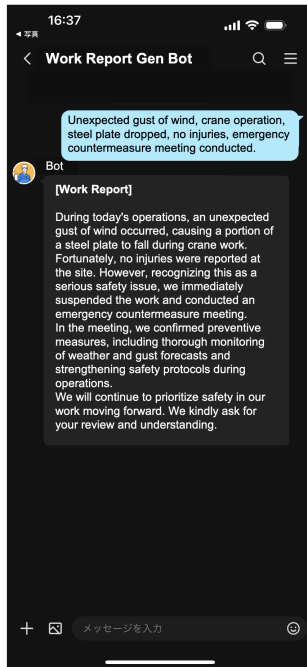 16:37
◀ 写真
Work Report Gen Bot
Unexpected gust of wind, crane operation,
steel plate dropped, no injuries, emergency
countermeasure meeting conducted.
Bot
[Work Report]
During today's operations, an unexpected
gust of wind occurred, causing a portion of
a steel plate to fall during crane work.
Fortunately, no injuries were reported at
the site. However, recognizing this as a
serious safety issue, we immediately
suspended the work and conducted an
emergency countermeasure meeting.
In the meeting, we confirmed preventive
measures, including thorough monitoring
of weather and gust forecasts and
strengthening safety protocols during
operations.
We will continue to prioritize safety in our
work moving forward. We kindly ask for
your review and understanding.
メッセージを入力